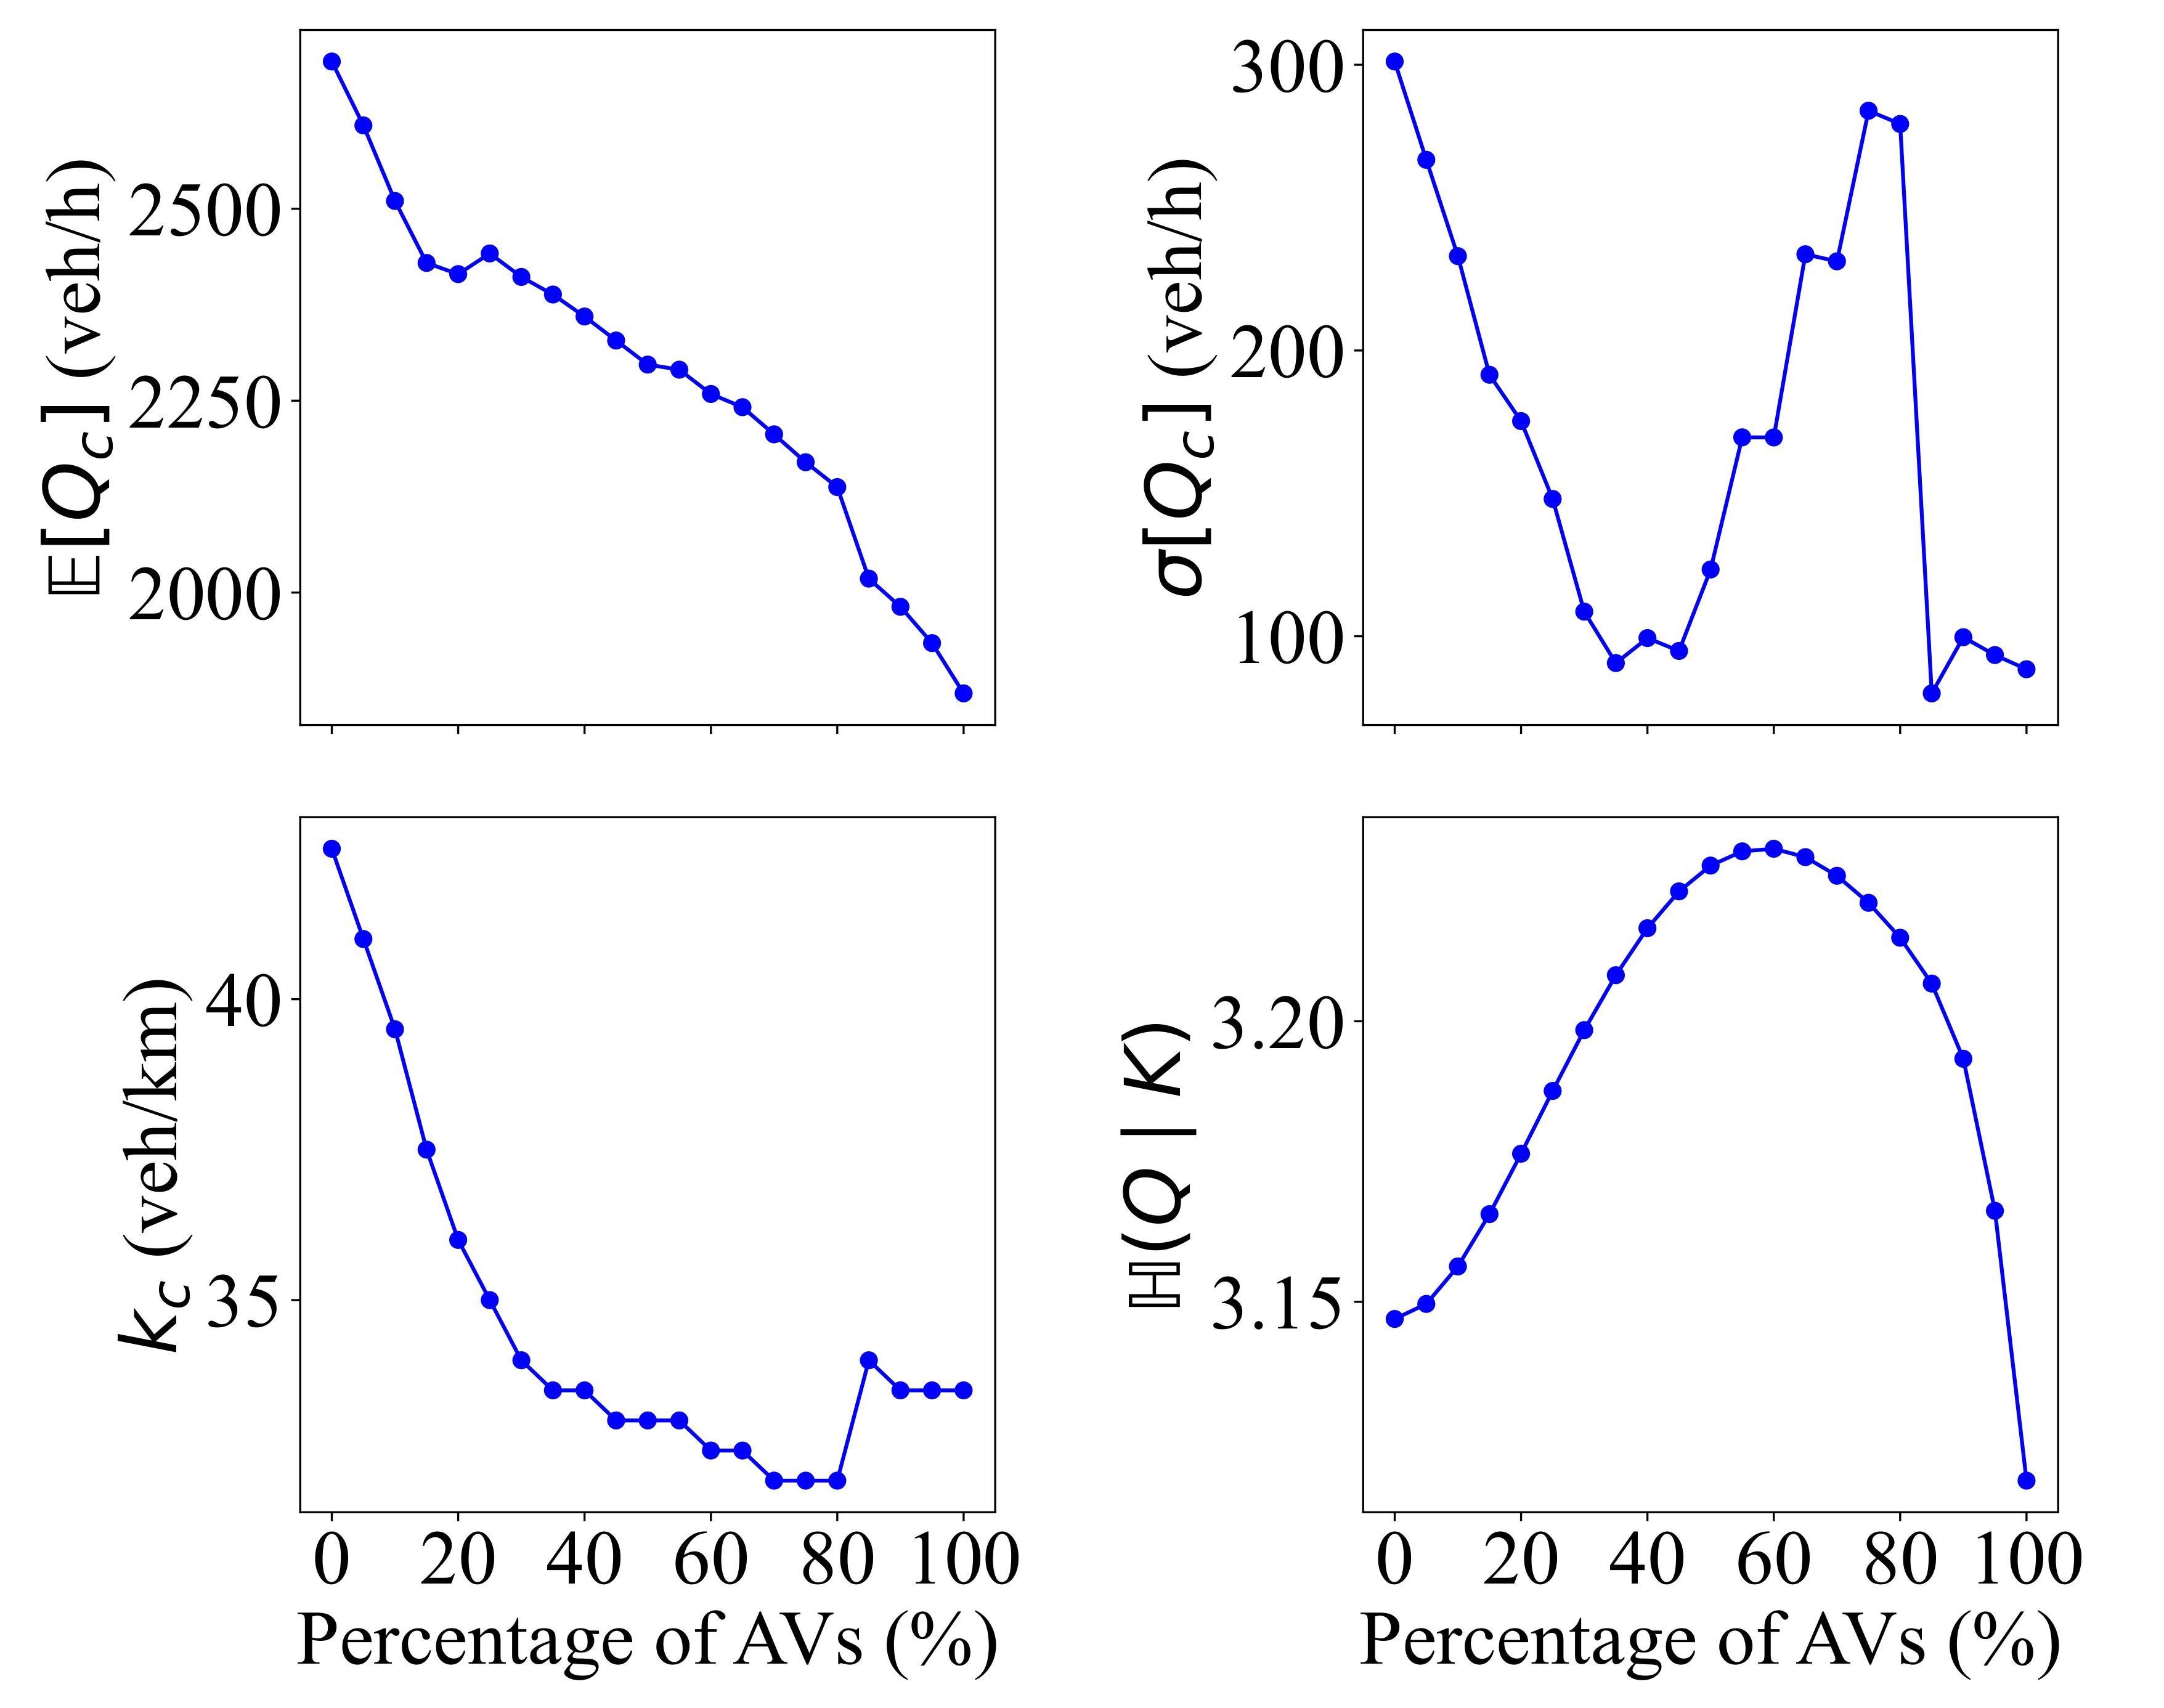 𝔼[Q_c] (veh/h)
2500
2250
2000
σ[Q_c] (veh/h)
300
200
100
k_c (veh/km)
40
35
0 20 40 60 80 100
Percentage of AVs (%)
ℍ(Q | K)
3.20
3.15
0 20 40 60 80 100
Percentage of AVs (%)